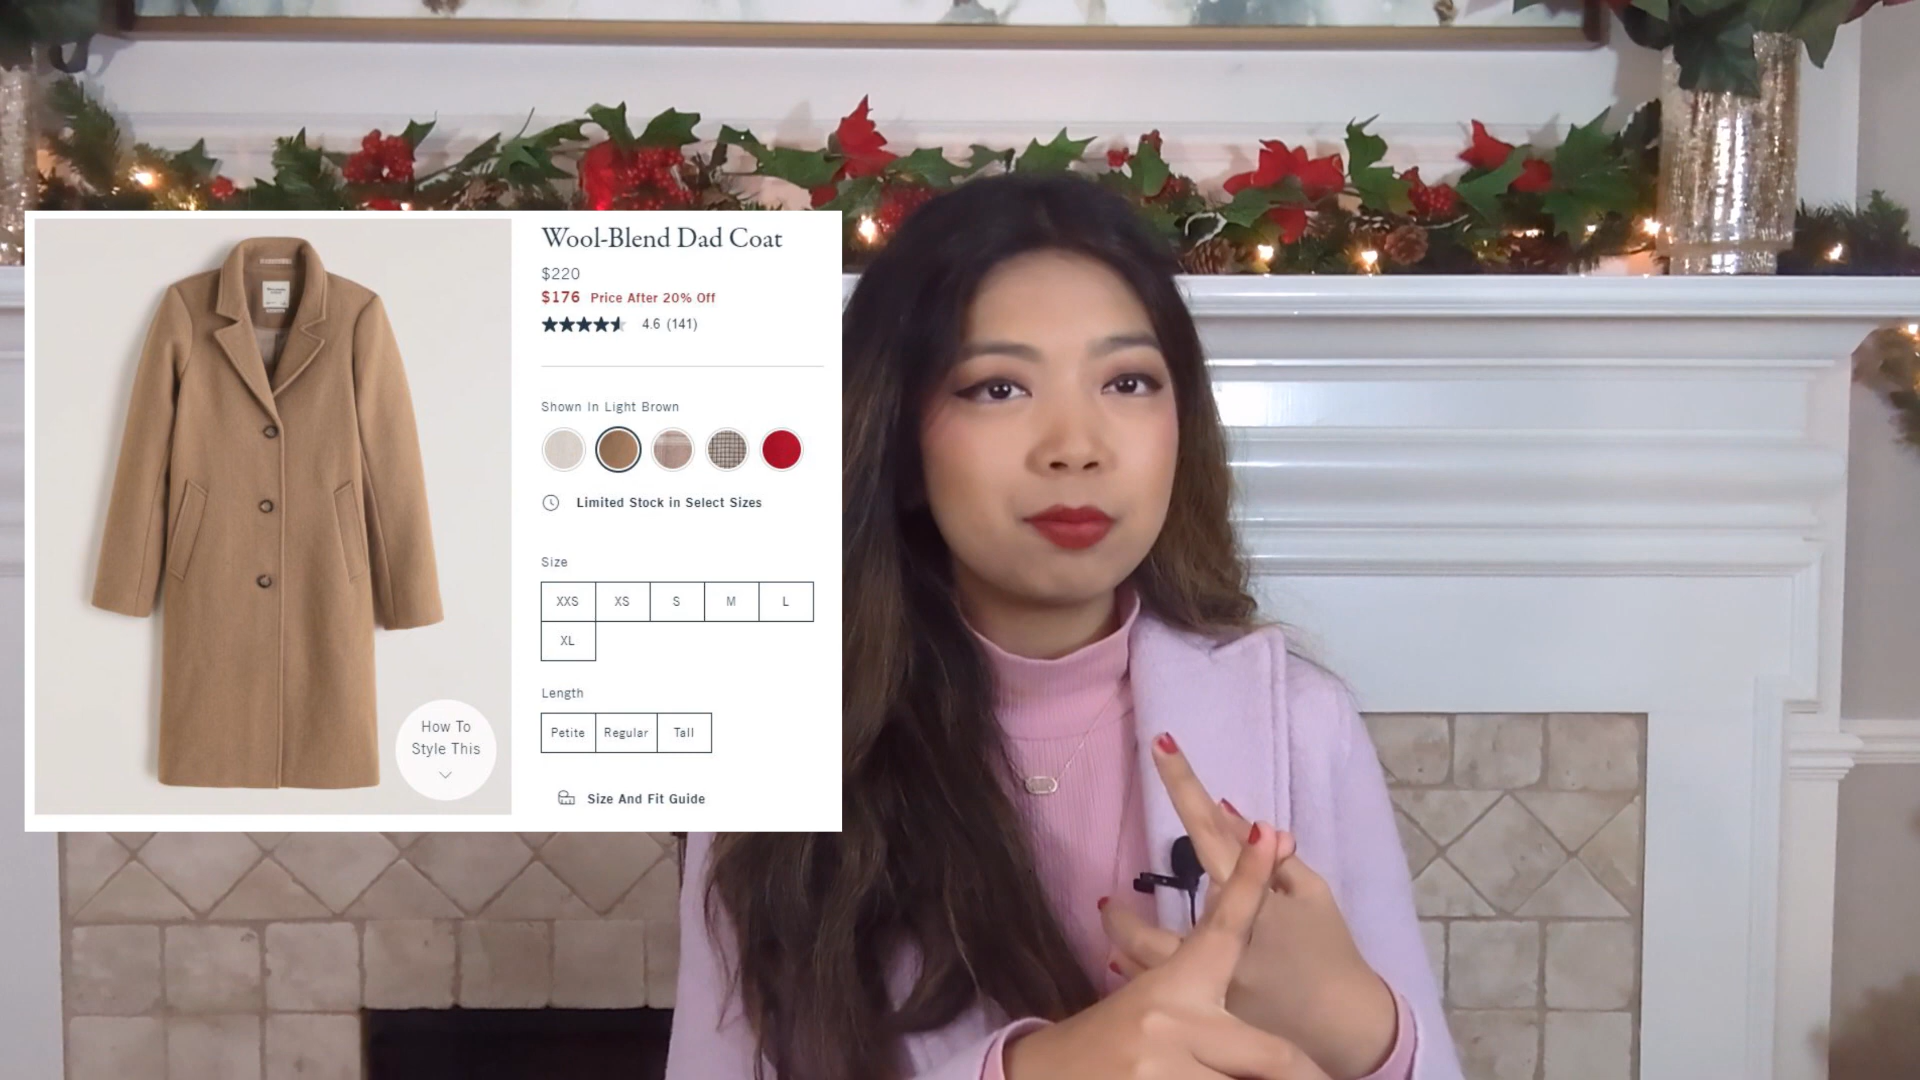 Wool-Blend Dad Coat
$220
$176 Price After 20% Off
4.6 (141)
Shown In Light Brown
Limited Stock in Select Sizes
Size
XXS XS S M L
XL
Length
Petite Regular Tall
Size And Fit Guide
How To
Style This